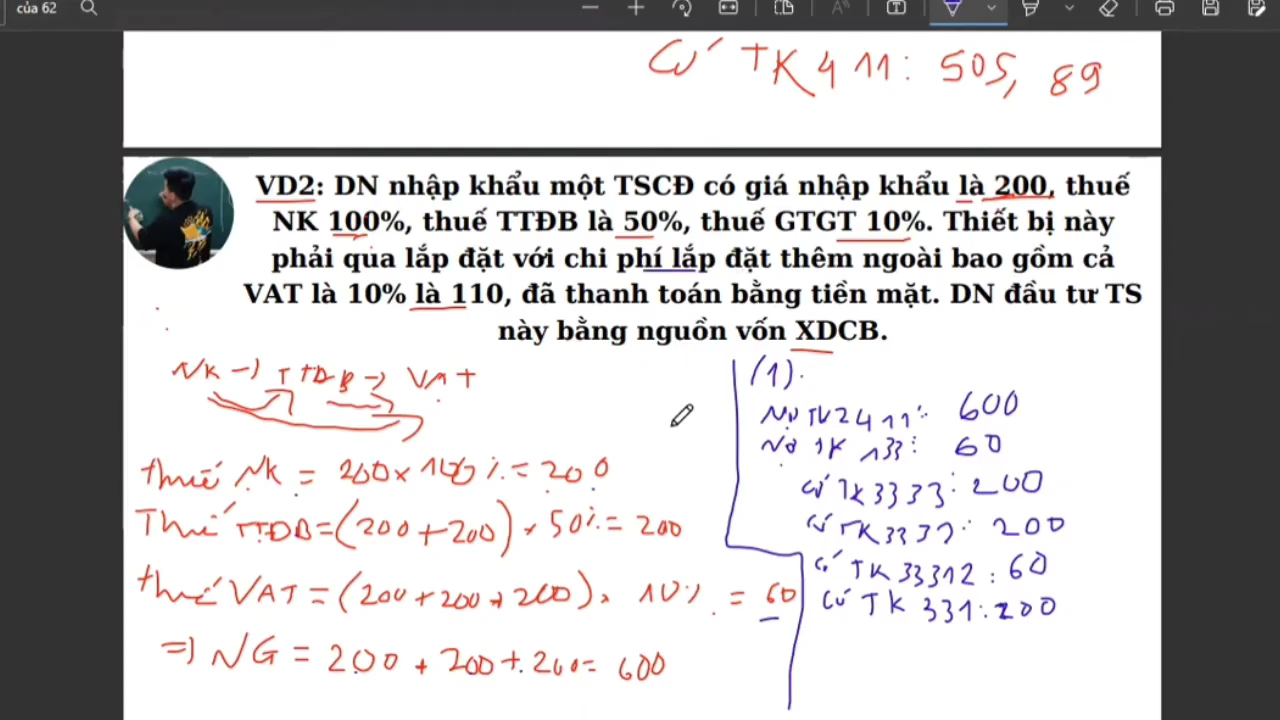 của 62
Có TK 411: 505,89
VD2: DN nhập khẩu một TSCĐ có giá nhập khẩu là 200, thuế
NK 100%, thuế TTĐB là 50%, thuế GTGT 10%. Thiết bị này
phải qua lắp đặt với chi phí lắp đặt thêm ngoài bao gồm cả
VAT là 10% là 110, đã thanh toán bằng tiền mặt. DN đầu tư TS
này bằng nguồn vốn XDCB.
NK → TTĐB → VAT
thuế NK = 200 x 100% = 200
Thuế TTĐB = (200 + 200) x 50% = 200
thuế VAT = (200 + 200 + 200) x 10% = 60
=> NG = 200 + 200 + 200 = 600
(1).
Nợ TK 2411: 600
Nợ TK 133: 60
Có TK 3333: 200
Có TK 3332: 200
Có TK 33312: 60
Có TK 331: 200